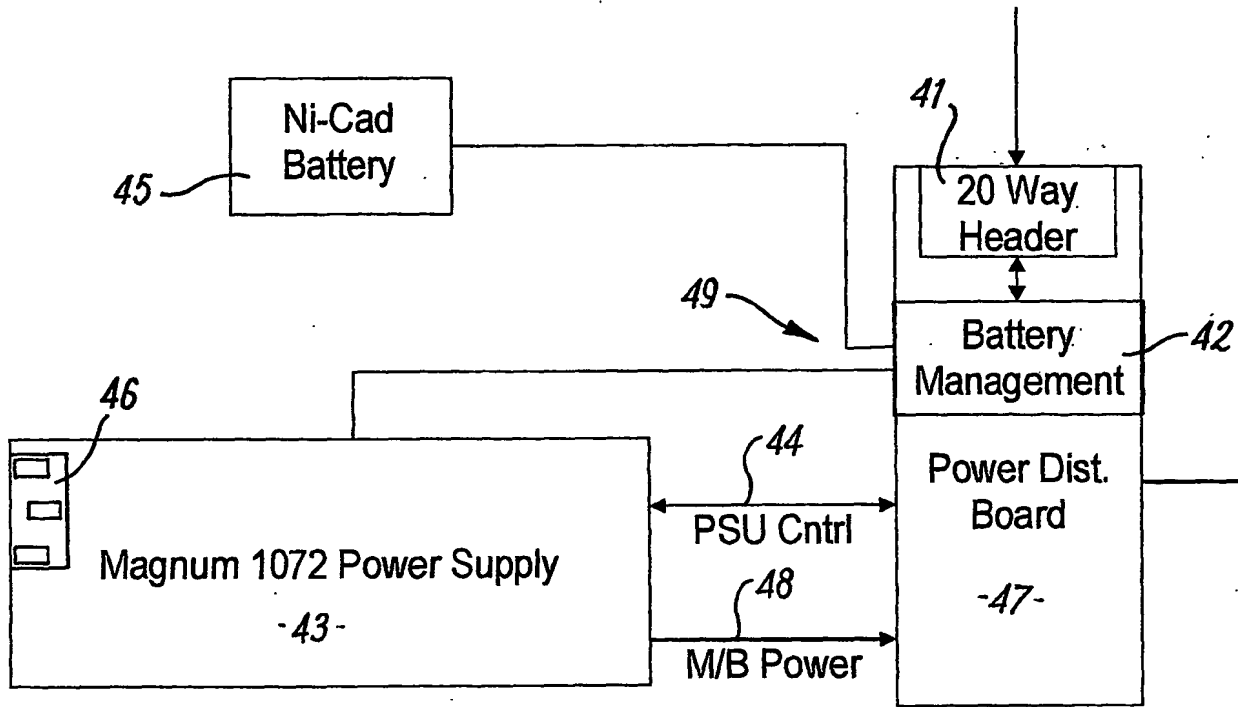 41
Ni-Cad
Battery
45
20 Way
Header
49
Battery
Management
42
46
44
PSU Cntrl
Power Dist.
Board
Magnum 1072 Power Supply
-43-
48
M/B Power
-47-